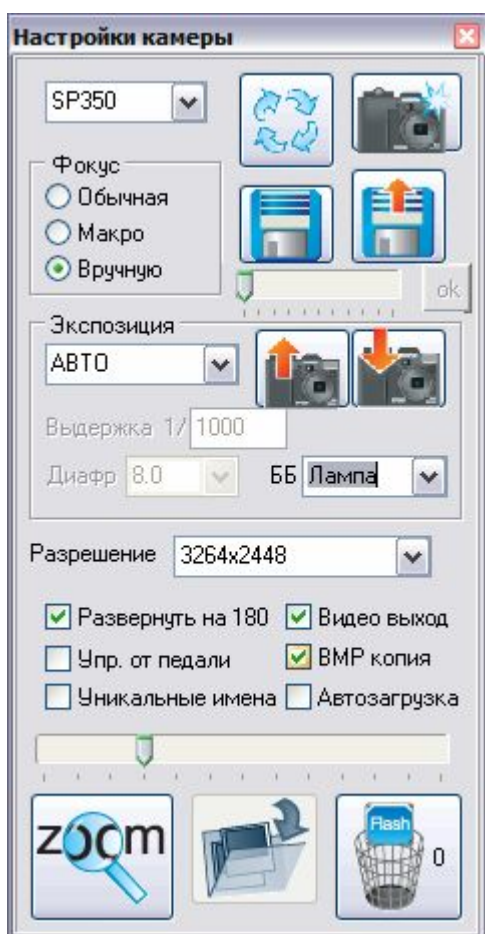 Настройки камеры
SP350
Фокус
Обычная
Макро
Вручную
ok
Экспозиция
АВТО
Выдержка 1/ 1000
Диафр 8.0 ББ Лампа
Разрешение 3264x2448
Развернуть на 180 Видео выход
Упр. от педали BMP копия
Уникальные имена Автозагрузка
zoom
Flash
0